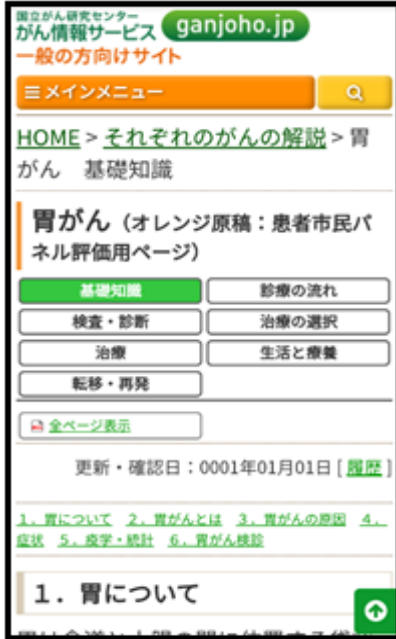 国立がん研究センター
がん情報サービス ganjoho.jp
一般の方向けサイト
≡メインメニュー
HOME > それぞれのがんの解説 > 胃
がん 基礎知識
胃がん（オレンジ原稿：患者市民パ
ネル評価用ページ）
基礎知識 診療の流れ
検査・診断 治療の選択
治療 生活と療養
転移・再発
全ページ表示
更新・確認日：0001年01月01日 [ 履歴 ]
1．胃について 2．胃がんとは 3．胃がんの原因 4．
症状 5．疫学・統計 6．胃がん検診
1．胃について